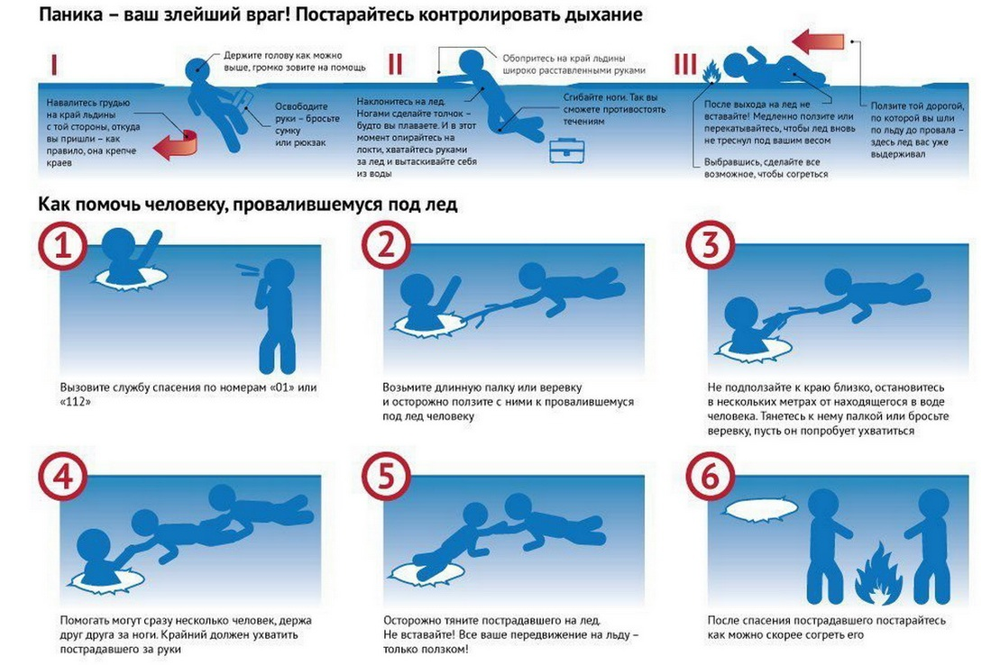 Паника – ваш злейший враг! Постарайтесь контролировать дыхание
I
Держите голову как можно
выше, громко зовите на помощь
Навалитесь грудью
на край льдины
с той стороны, откуда
вы пришли – как
правило, она крепче
краев
Освободите
руки – бросьте
сумку
или рюкзак
II
Обопритесь на край льдины
широко расставленными руками
Наклонитесь на лед.
Ногами сделайте толчок –
будто вы плаваете. И в этот
момент опирайтесь на
локти, хватайтесь руками
за лед и вытаскивайте себя
из воды
Сгибайте ноги. Так вы
сможете противостоять
течениям
III
После выхода на лед не
вставайте! Медленно ползите или
перекатывайтесь, чтобы лед вновь
не треснул под вашим весом
Выбравшись, сделайте все
возможное, чтобы согреться
Ползите той дорогой,
по которой вы шли
по льду до провала –
здесь лед вас уже
выдерживал
Как помочь человеку, провалившемуся под лед
1
Вызовите службу спасения по номерам «01» или
«112»
2
Возьмите длинную палку или веревку
и осторожно ползите с ними к провалившемуся
под лед человеку
3
Не подползайте к краю близко, остановитесь
в нескольких метрах от находящегося в воде
человека. Тянетесь к нему палкой или бросьте
веревку, пусть он попробует ухватиться
4
Помогать могут сразу несколько человек, держа
друг друга за ноги. Крайний должен ухватить
пострадавшего за руки
5
Осторожно тяните пострадавшего на лед.
Не вставайте! Все ваше передвижение на льду –
только ползком!
6
После спасения пострадавшего постарайтесь
как можно скорее согреть его